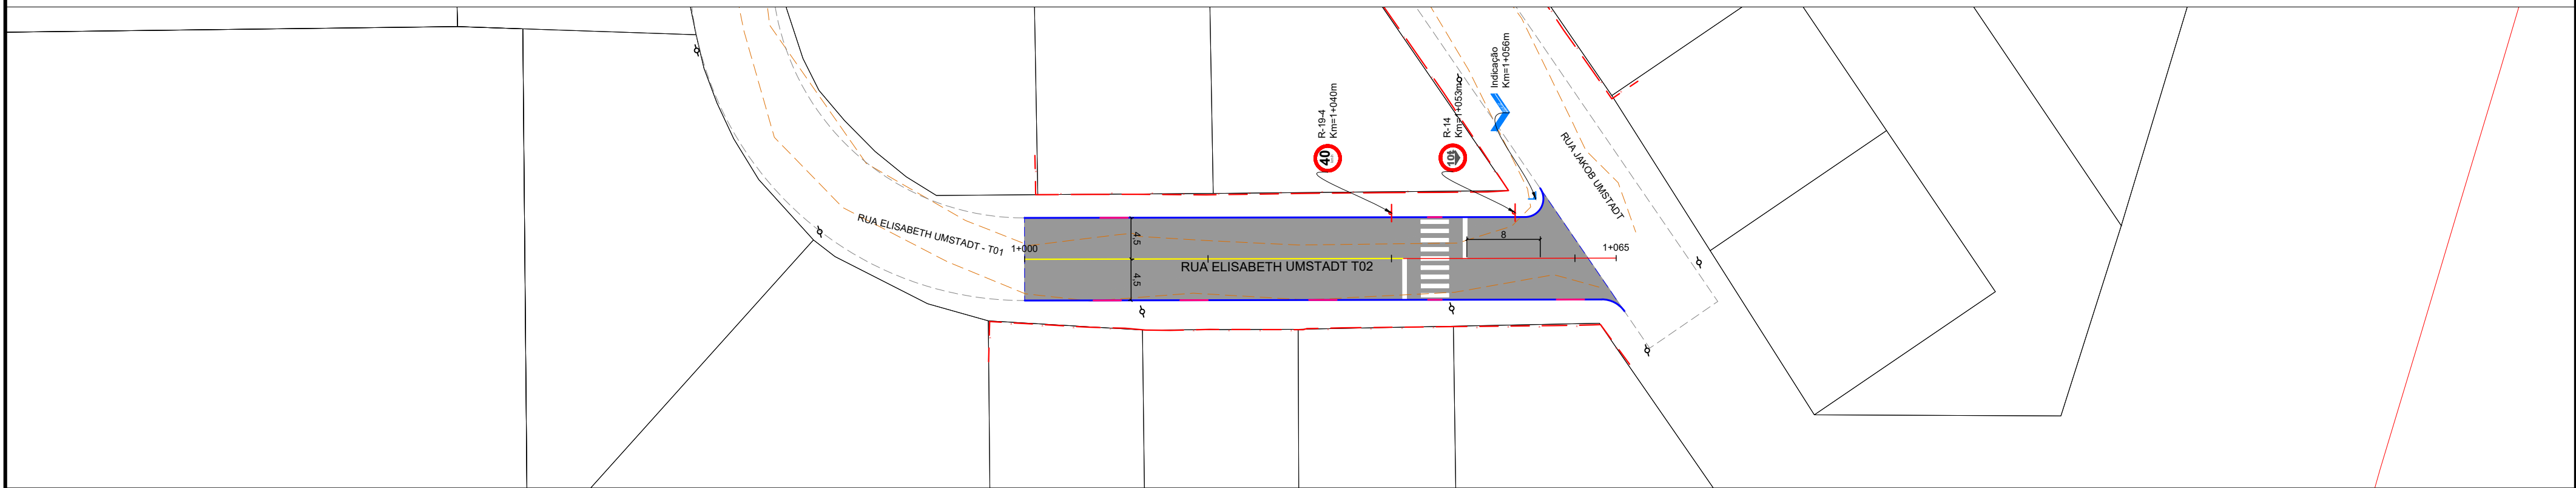 RUA ELISABETH UMSTADT - T01
1+000
4.5
4.5
RUA ELISABETH UMSTADT T02
R-19-4
Km=1+040m
40
R-14
Km=1+053m
10t
Indicação
Km=1+056m
RUA JAKOB UMSTADT
8
1+065